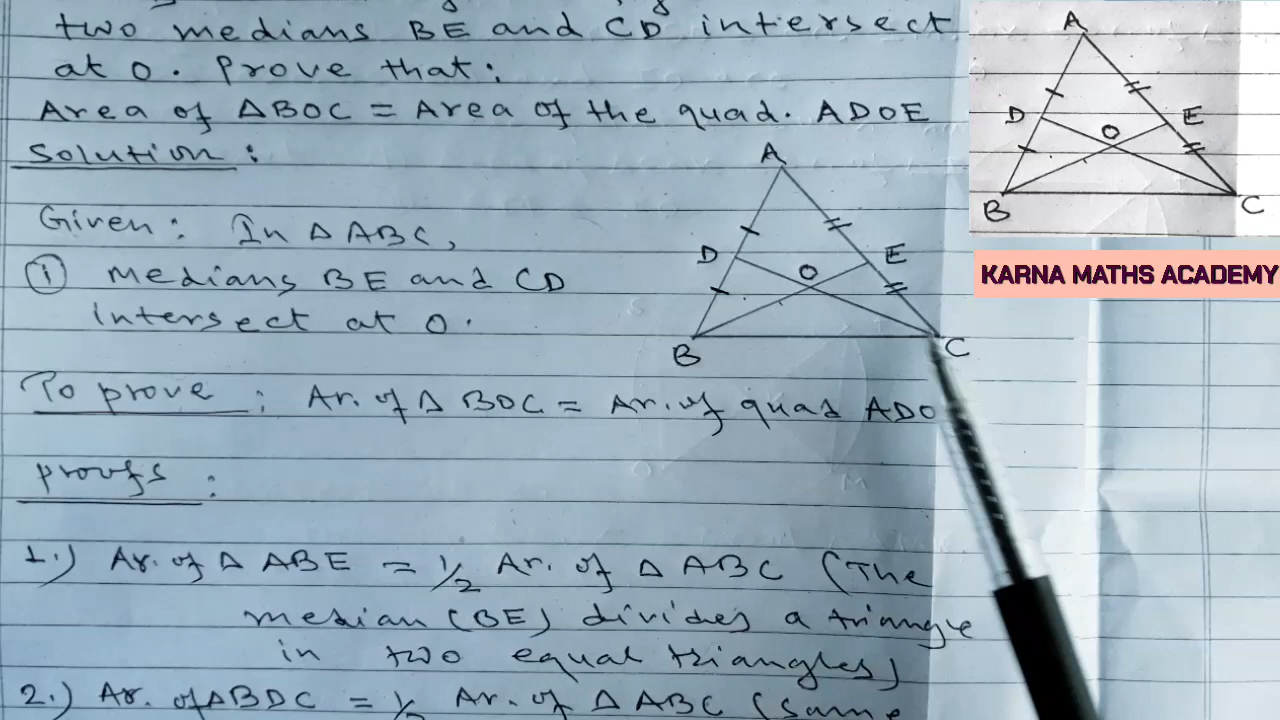 two medians BE and CD intersect
at O. Prove that:
Area of △BOC = Area of the quad. ADOE
Solution:
A
D
E
O
B
C
Given: In △ABC,
① Medians BE and CD
intersect at O.
A
D
E
O
B
C
KARNA MATHS ACADEMY
To prove: Ar. of △ BOC = Ar. of quad ADO
Proofs:
1.) Ar. of △ ABE = 1/2 Ar. of △ ABC (The
median (BE) divides a triangle
in two equal triangles)
2.) Ar. of △BDC = 1/2 Ar. of △ ABC (Same